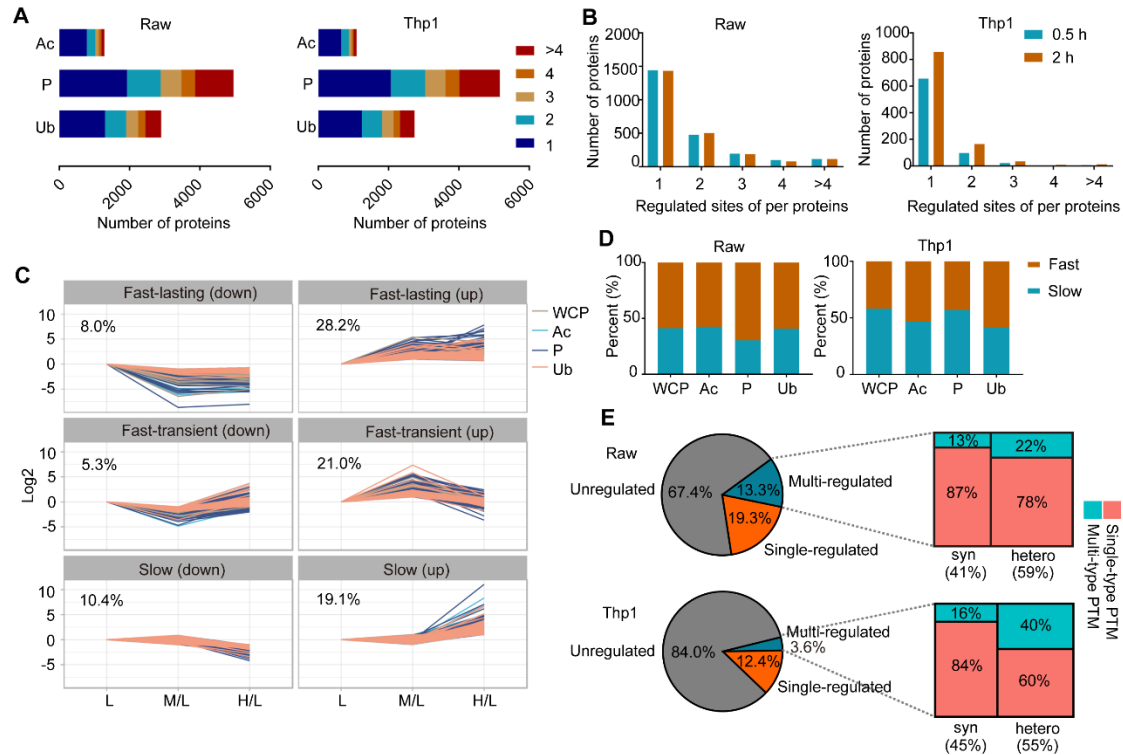 A
Raw
Thp1
Ac
P
Ub
0
2000
4000
6000
Number of proteins
Ac
P
Ub
0
2000
4000
6000
Number of proteins
>4
4
3
2
1
B
Raw
Number of proteins
2000
1500
1000
500
0
1 2 3 4 >4
Regulated sites of per proteins
Thp1
Number of proteins
1000
800
600
400
200
0
1 2 3 4 >4
Regulated sites of per proteins
0.5 h
2 h
C
Log2
Fast-lasting (down)
8.0%
10
5
0
-5
Fast-lasting (up)
28.2%
Fast-transient (down)
5.3%
10
5
0
-5
Fast-transient (up)
21.0%
Slow (down)
10.4%
10
5
0
-5
Slow (up)
19.1%
L M/L H/L
L M/L H/L
WCP
Ac
P
Ub
D
Raw
Percent (%)
100
50
0
WCP Ac P Ub
Thp1
Percent (%)
100
50
0
WCP Ac P Ub
Fast
Slow
E
Raw
Unregulated
67.4%
Multi-regulated
13.3%
19.3%
Single-regulated
13%
22%
87%
78%
syn
(41%)
hetero
(59%)
Thp1
Unregulated
84.0%
Multi-regulated
3.6%
12.4%
Single-regulated
16%
40%
84%
60%
syn
(45%)
hetero
(55%)
Single-type PTM
Multi-type PTM